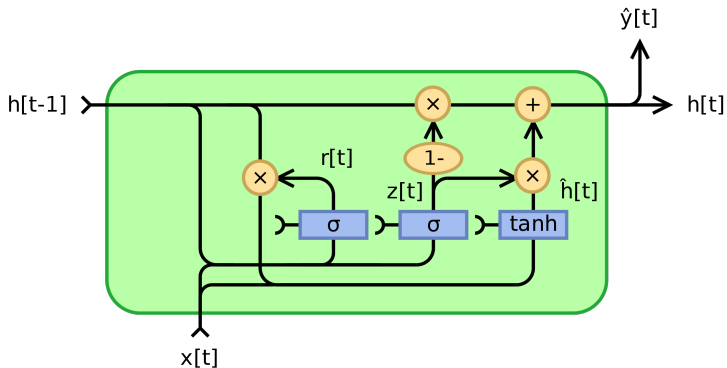 ŷ[t]
h[t-1]
×
+
h[t]
1-
r[t]
×
z[t]
×
ĥ[t]
σ
σ
tanh
x[t]